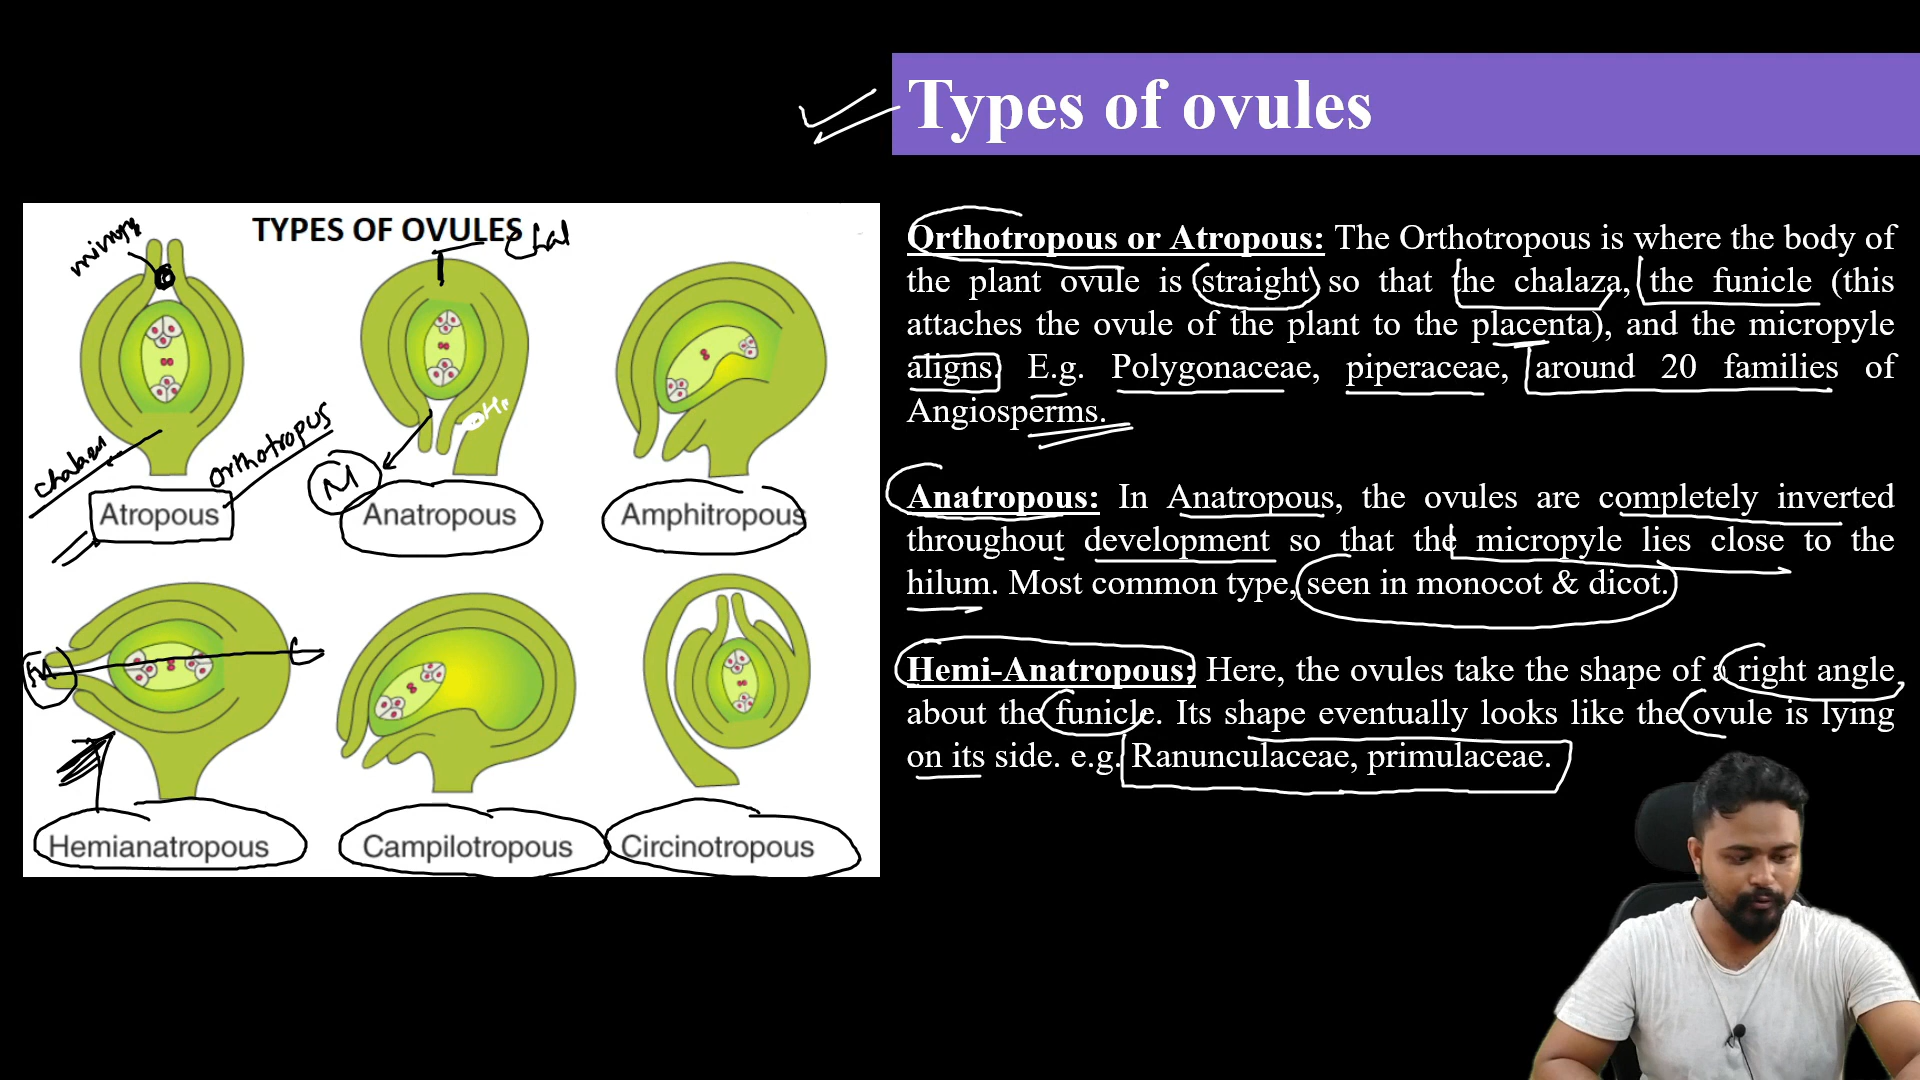 Types of ovules
TYPES OF OVULES
Chal
chalaza
orthotropus
M
Atropous
Anatropous
Amphitropous
M
C
Hemianatropous
Campilotropous
Circinotropous
Orthotropous or Atropous: The Orthotropous is where the body of
the plant ovule is straight so that the chalaza, the funicle (this
attaches the ovule of the plant to the placenta), and the micropyle
aligns. E.g. Polygonaceae, piperaceae, around 20 families of
Angiosperms.
Anatropous: In Anatropous, the ovules are completely inverted
throughout development so that the micropyle lies close to the
hilum. Most common type, seen in monocot & dicot.
Hemi-Anatropous: Here, the ovules take the shape of a right angle,
about the funicle. Its shape eventually looks like the ovule is lying
on its side. e.g. Ranunculaceae, primulaceae.